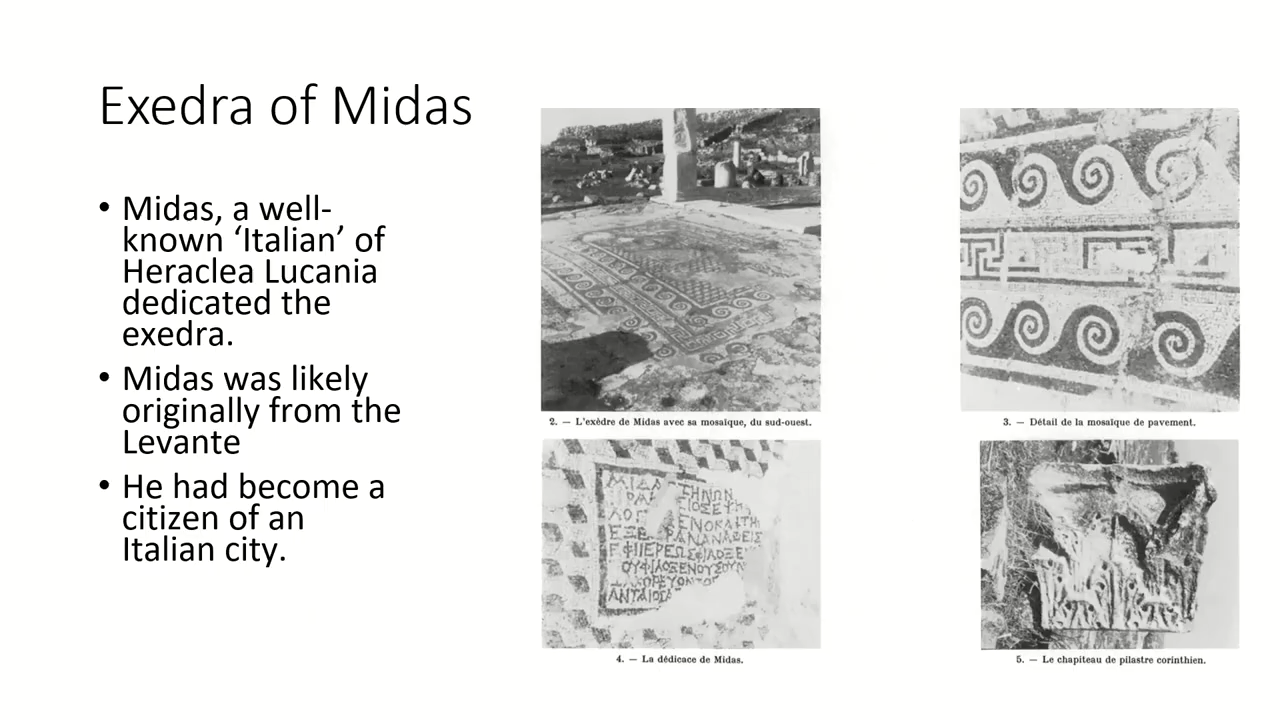 Exedra of Midas
• Midas, a well-
known ‘Italian’ of
Heraclea Lucania
dedicated the
exedra.
• Midas was likely
originally from the
Levante
• He had become a
citizen of an
Italian city.
2. — L'exèdre de Midas avec sa mosaïque, du sud-ouest.
3. — Détail de la mosaïque de pavement.
ΜΙΔΑ
ΑΝΤΑΙΟΣ
4. — La dédicace de Midas.
5. — Le chapiteau de pilastre corinthien.